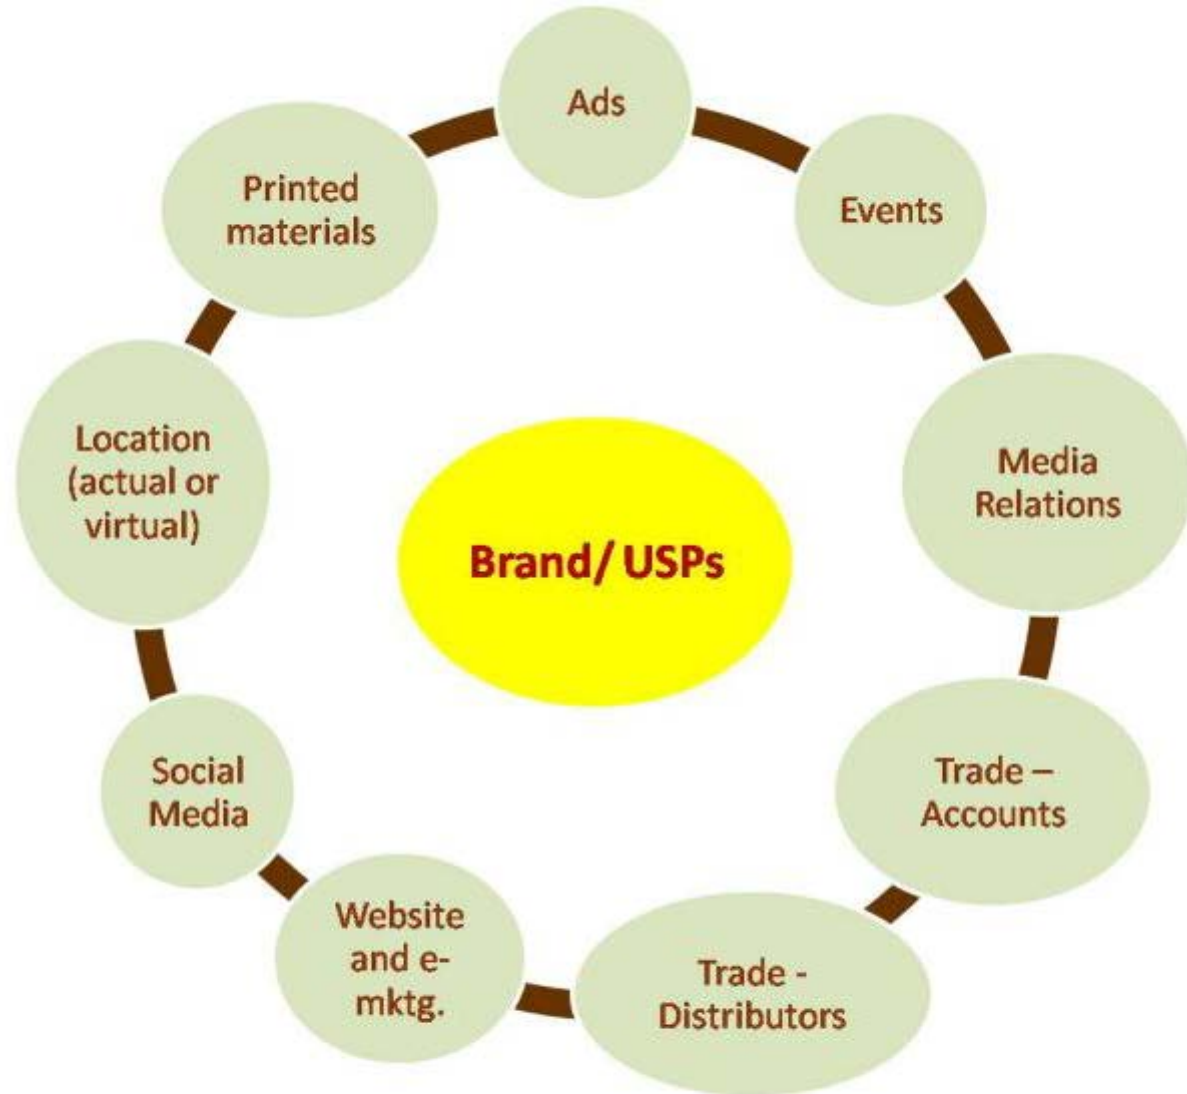 Ads
Events
Media
Relations
Trade –
Accounts
Trade -
Distributors
Website
and e-
mktg.
Social
Media
Location
(actual or
virtual)
Printed
materials
Brand/ USPs